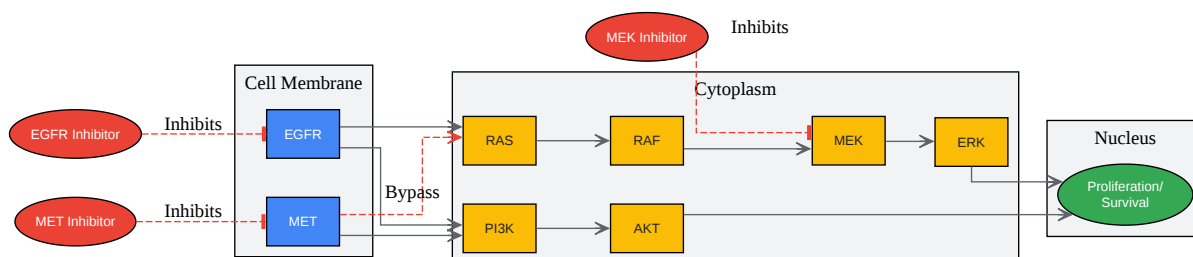 MEK Inhibitor
Inhibits
Cell Membrane
Cytoplasm
EGFR Inhibitor
Inhibits
EGFR
RAS
RAF
MEK
ERK
Nucleus
Proliferation/
Survival
Bypass
MET Inhibitor
Inhibits
MET
PI3K
AKT